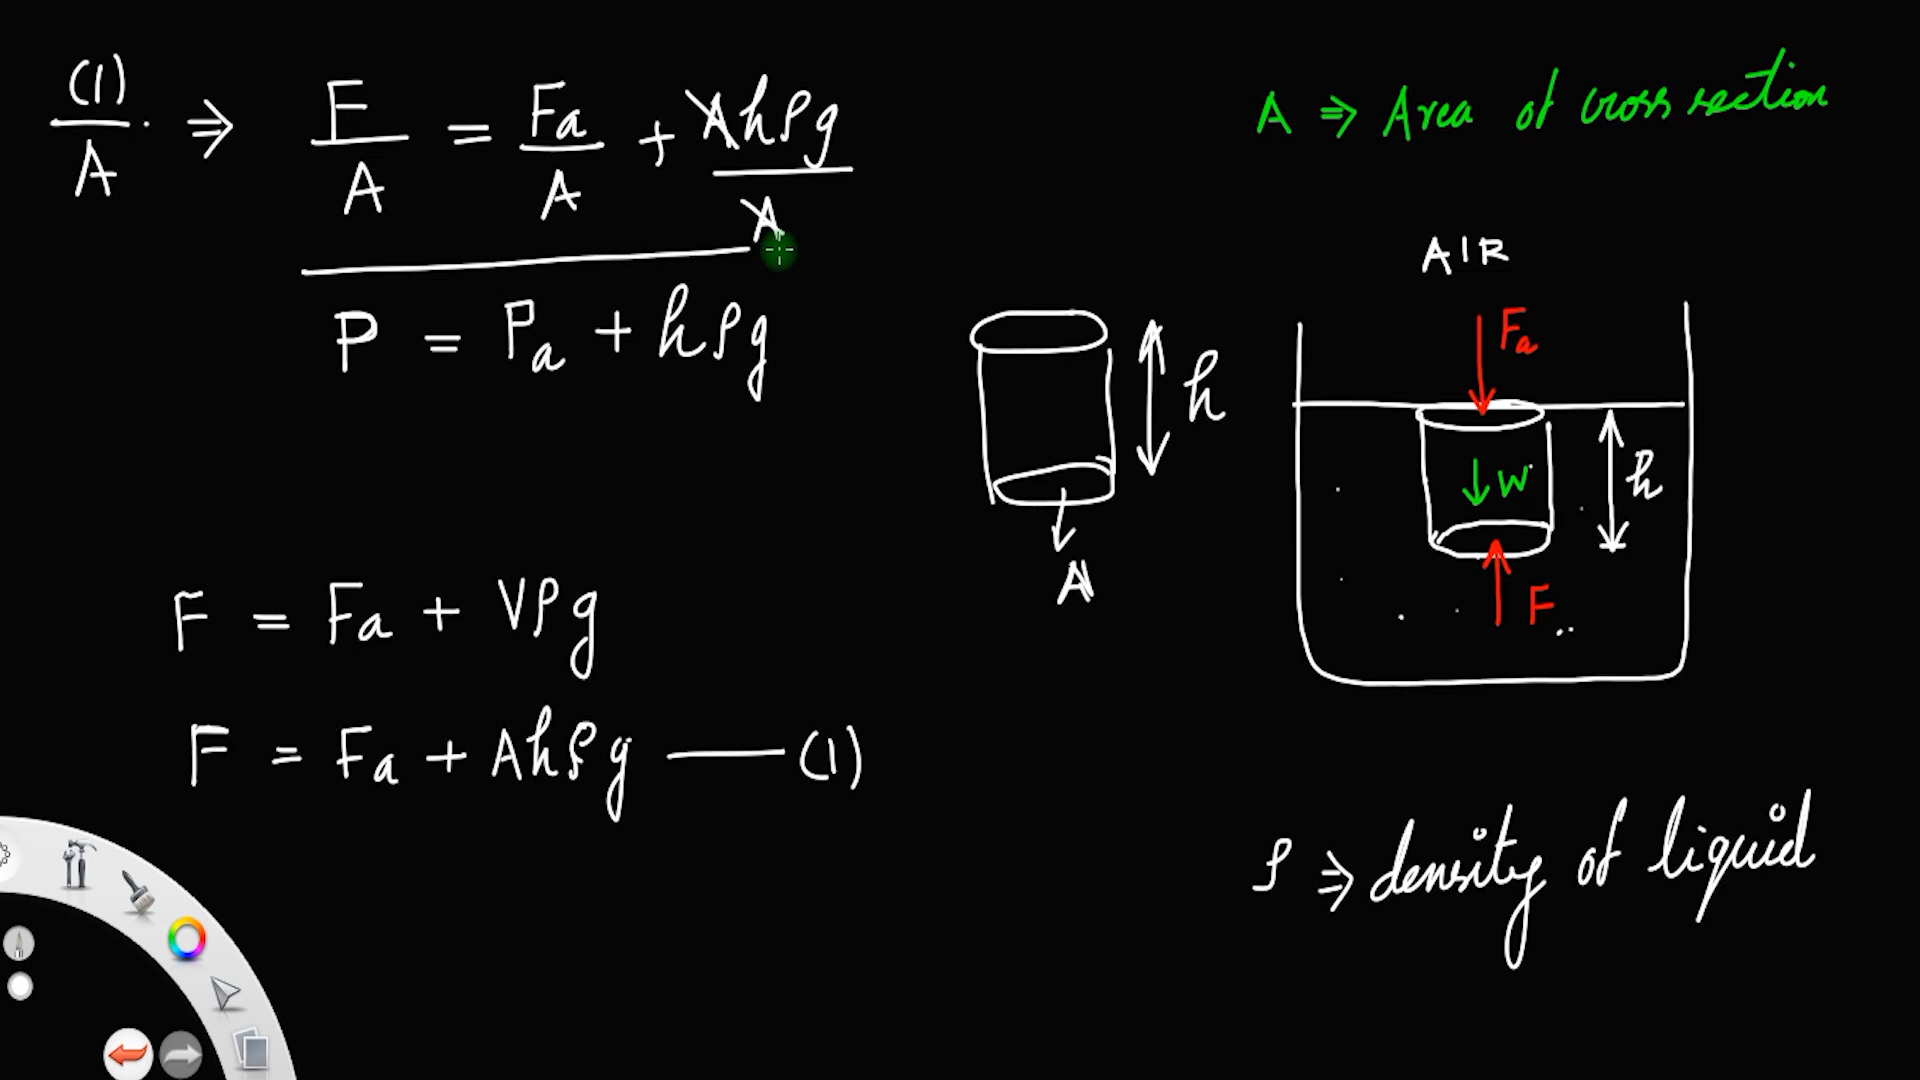 (1)/A ⇒ F/A = Fa/A + Ahρg/A
P = Pa + hρg
F = Fa + Vρg
F = Fa + Ahρg —— (1)
A ⇒ Area of cross section
AIR
Fa
h
W
h
F
A
ρ ⇒ density of liquid